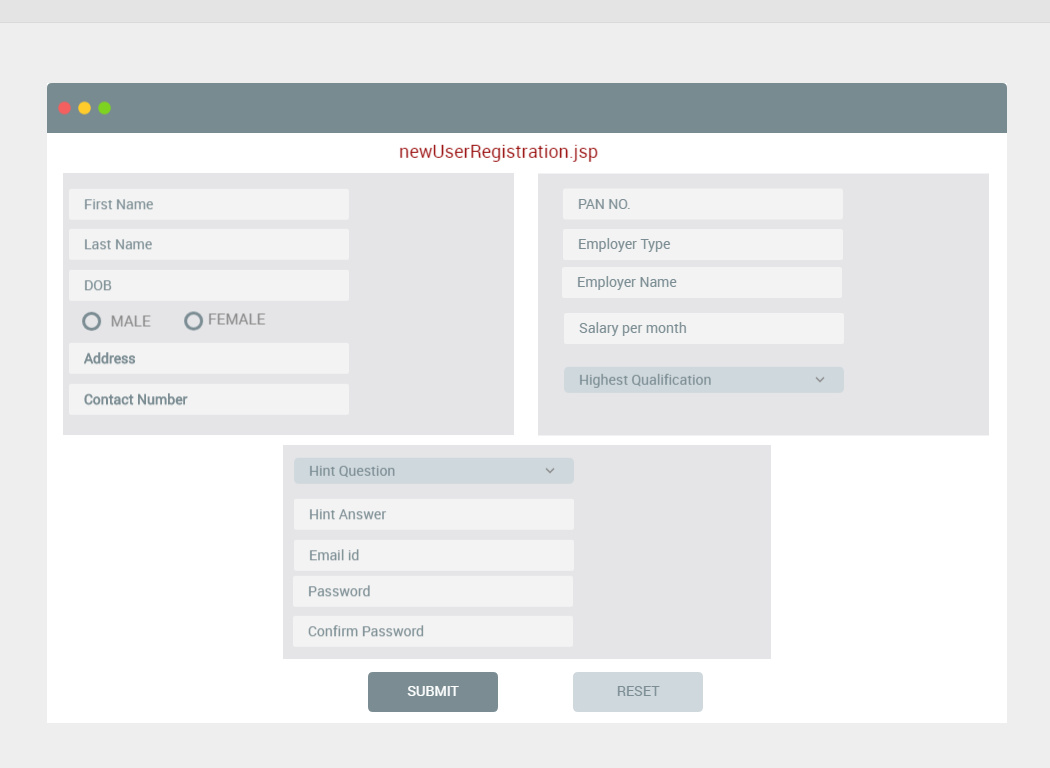 newUserRegistration.jsp
First Name
Last Name
DOB
MALE FEMALE
Address
Contact Number
PAN NO.
Employer Type
Employer Name
Salary per month
Highest Qualification
Hint Question
Hint Answer
Email id
Password
Confirm Password
SUBMIT RESET